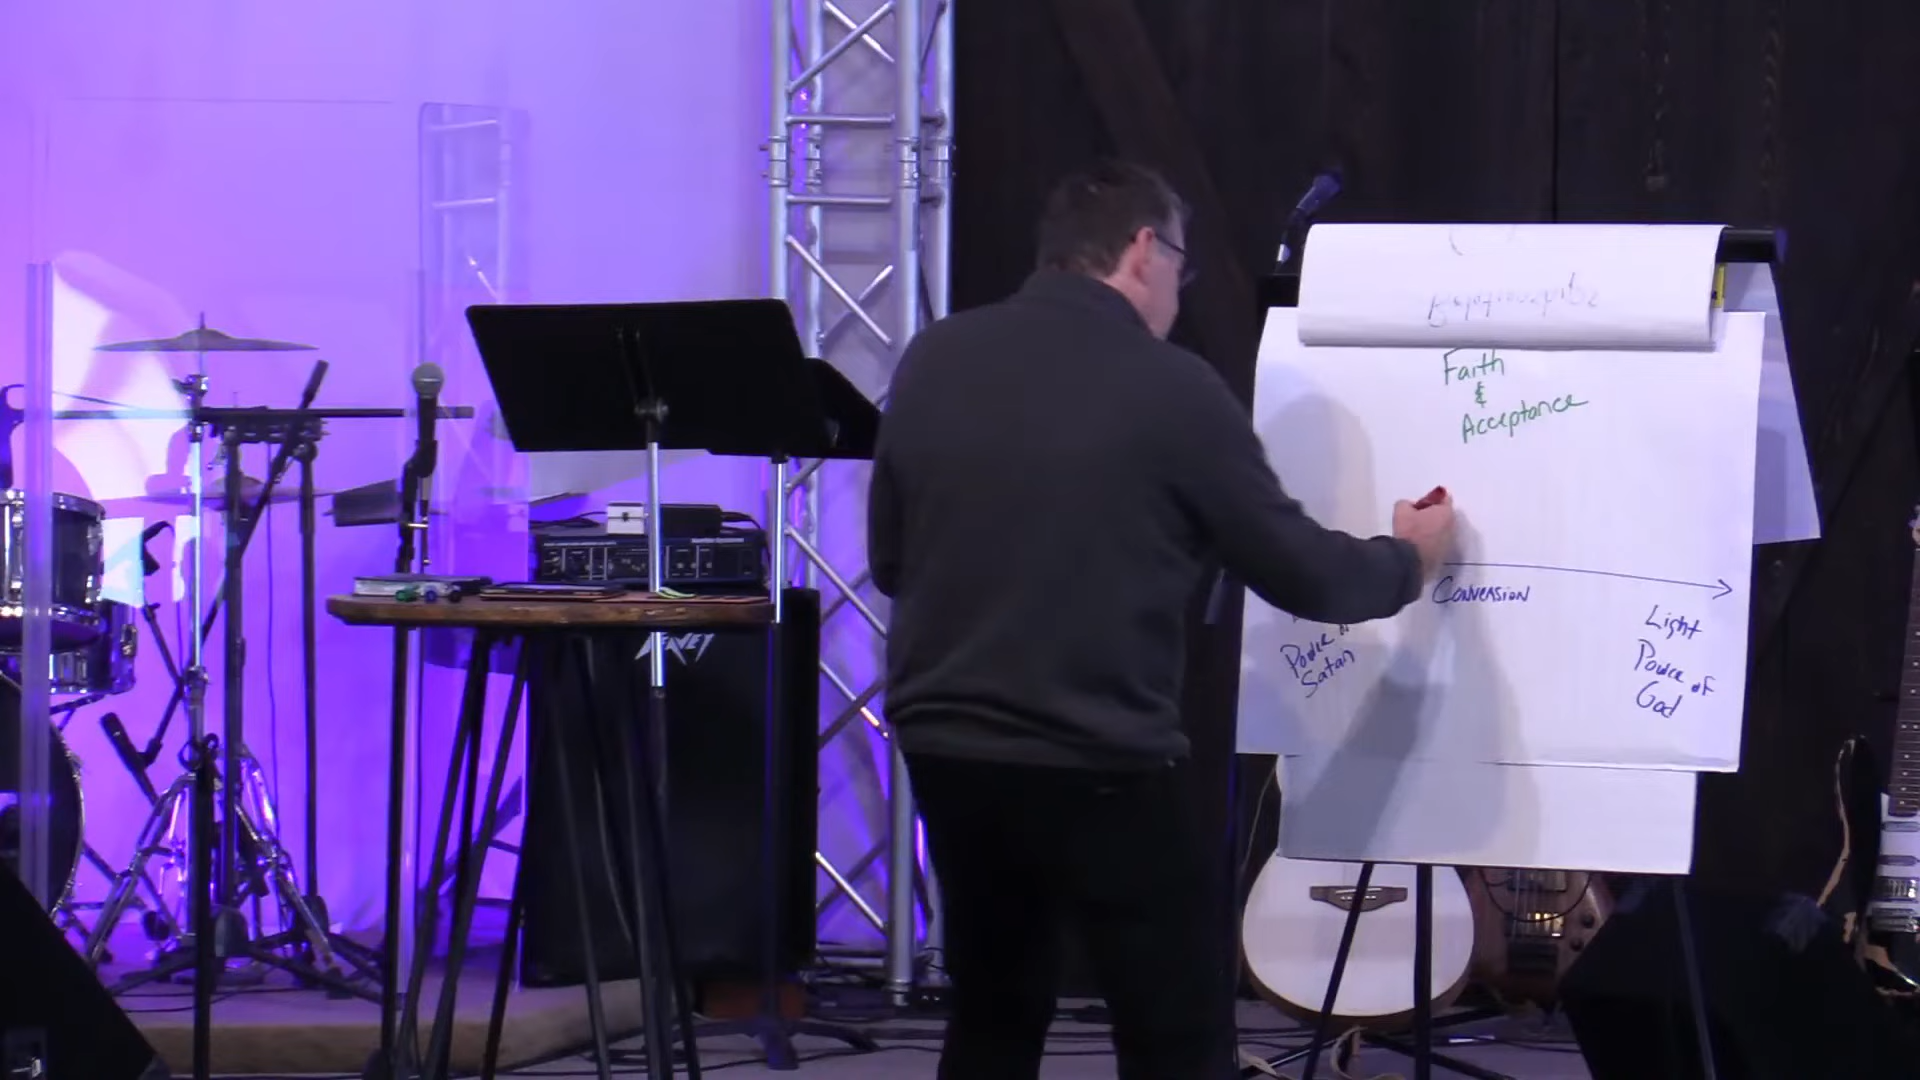 Faith
&
Acceptance
Conversion
Power of
Satan
Light
Power of
God
PEAVEY